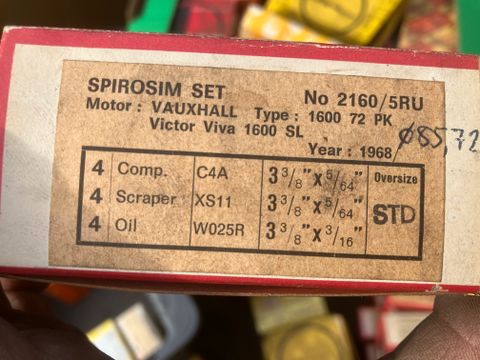 SPIROSIM SET No 2160/5RU
Motor : VAUXHALL Type : 1600 72 PK
Victor Viva 1600 SL
Year : 1968/ ø85,72
4 Comp. C4A 3 3/8" x 5/64" Oversize
4 Scraper XS11 3 3/8" x 5/64" STD
4 Oil W025R 3 3/8" x 3/16"